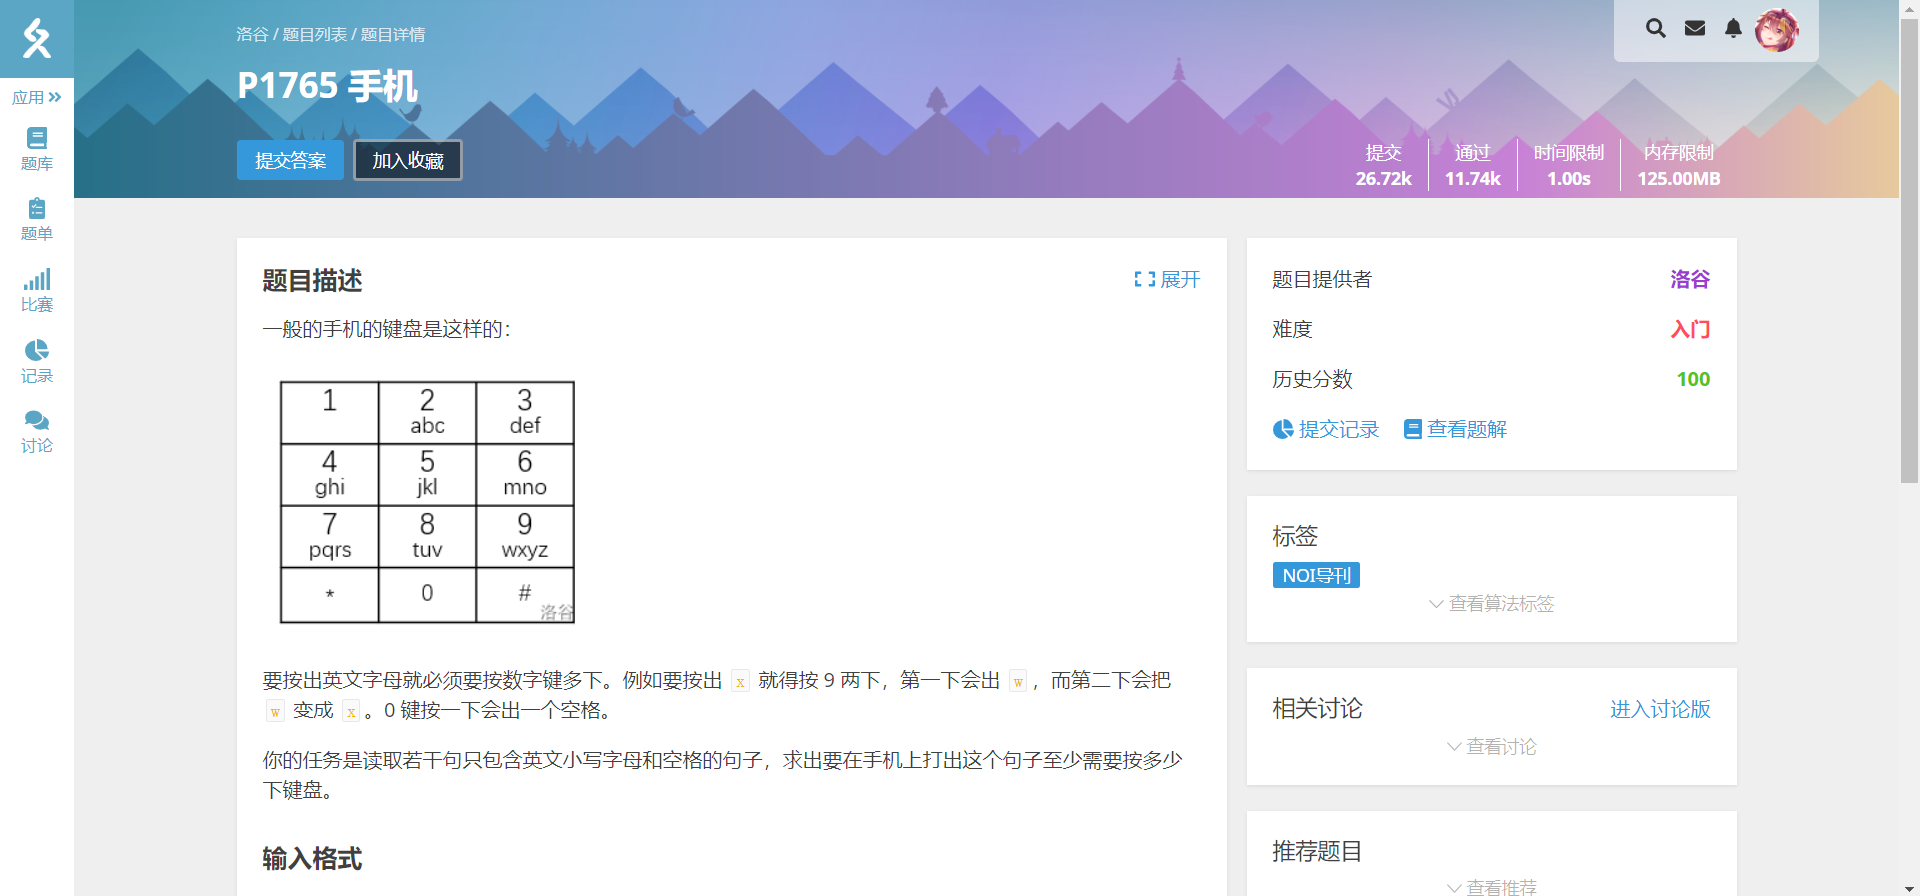 洛谷 / 题目列表 / 题目详情
P1765 手机
应用
题库
题单
比赛
记录
讨论
提交答案
加入收藏
提交
26.72k
通过
11.74k
时间限制
1.00s
内存限制
125.00MB
题目描述
展开
一般的手机的键盘是这样的：
1 2 3
abc def
4 5 6
ghi jkl mno
7 8 9
pqrs tuv wxyz
* 0 #
洛谷
要按出英文字母就必须要按数字键多下。例如要按出 x 就得按 9 两下，第一下会出 w ，而第二下会把
w 变成 x 。0 键按一下会出一个空格。
你的任务是读取若干句只包含英文小写字母和空格的句子，求出要在手机上打出这个句子至少需要按多少
下键盘。
输入格式
题目提供者 洛谷
难度 入门
历史分数 100
提交记录 查看题解
标签
NOI导刊
查看算法标签
相关讨论 进入讨论版
查看讨论
推荐题目
查看推荐